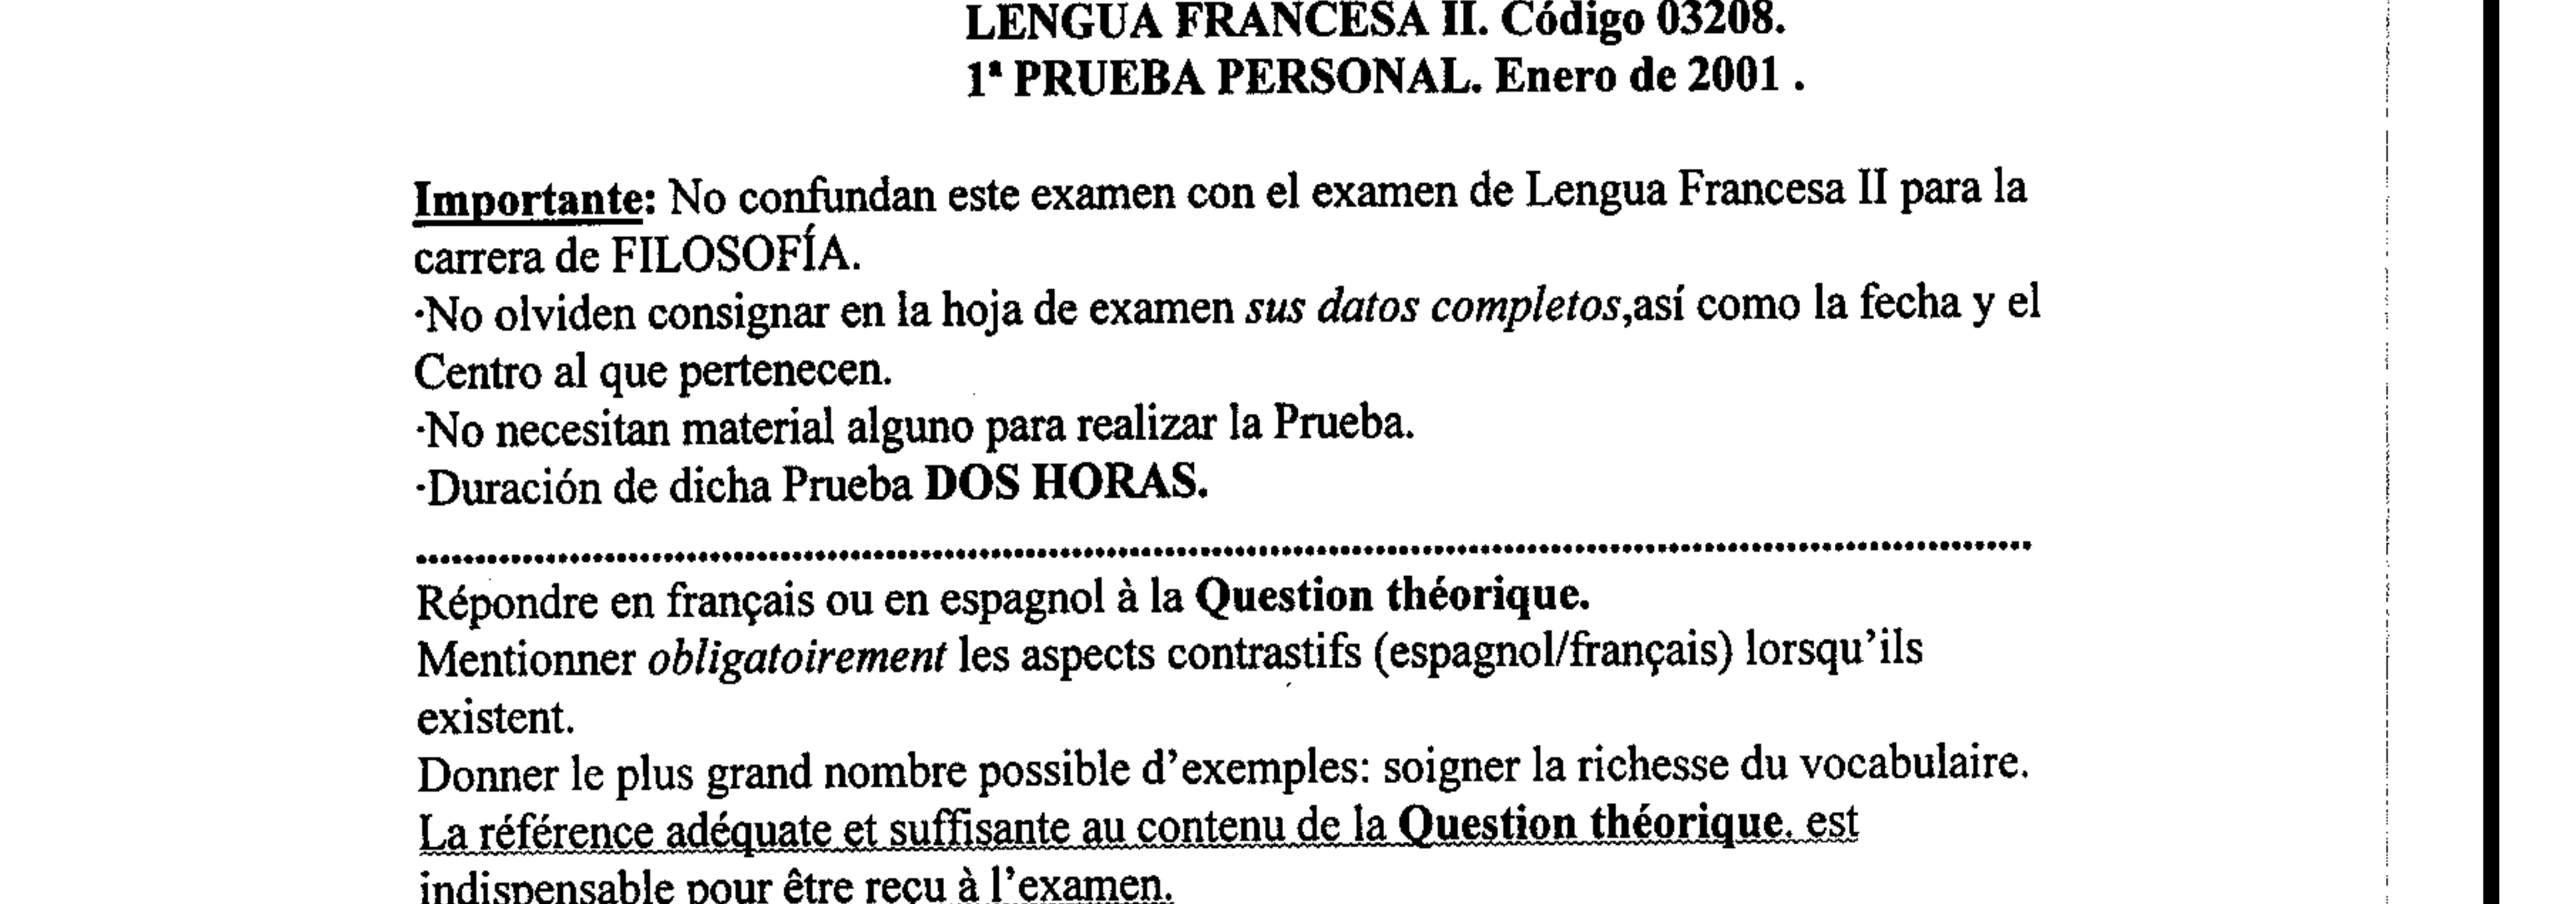 LENGUA FRANCESA II. Código 03208.
1ª PRUEBA PERSONAL. Enero de 2001 .
Importante: No confundan este examen con el examen de Lengua Francesa II para la
carrera de FILOSOFÍA.
·No olviden consignar en la hoja de examen sus datos completos,así como la fecha y el
Centro al que pertenecen.
·No necesitan material alguno para realizar la Prueba.
·Duración de dicha Prueba DOS HORAS.
Répondre en français ou en espagnol à la Question théorique.
Mentionner obligatoirement les aspects contrastifs (espagnol/français) lorsqu'ils
existent.
Donner le plus grand nombre possible d'exemples: soigner la richesse du vocabulaire.
La référence adéquate et suffisante au contenu de la Question théorique. est
indispensable pour être reçu à l'examen.